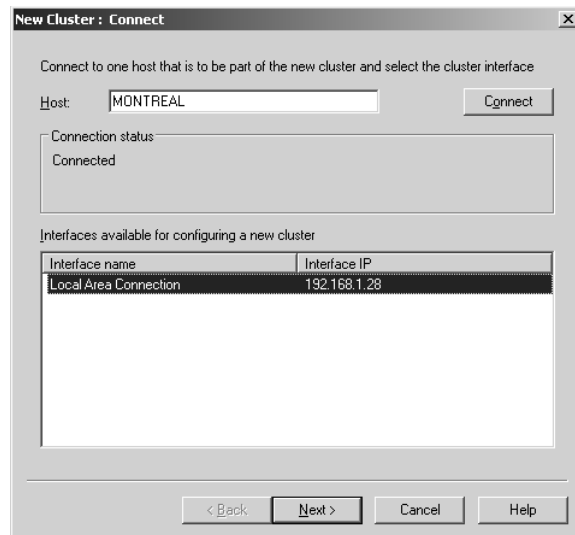 New Cluster : Connect
Connect to one host that is to be part of the new cluster and select the cluster interface
Host: MONTREAL Connect
Connection status
Connected
Interfaces available for configuring a new cluster
Interface name Interface IP
Local Area Connection 192.168.1.28
< Back Next > Cancel Help